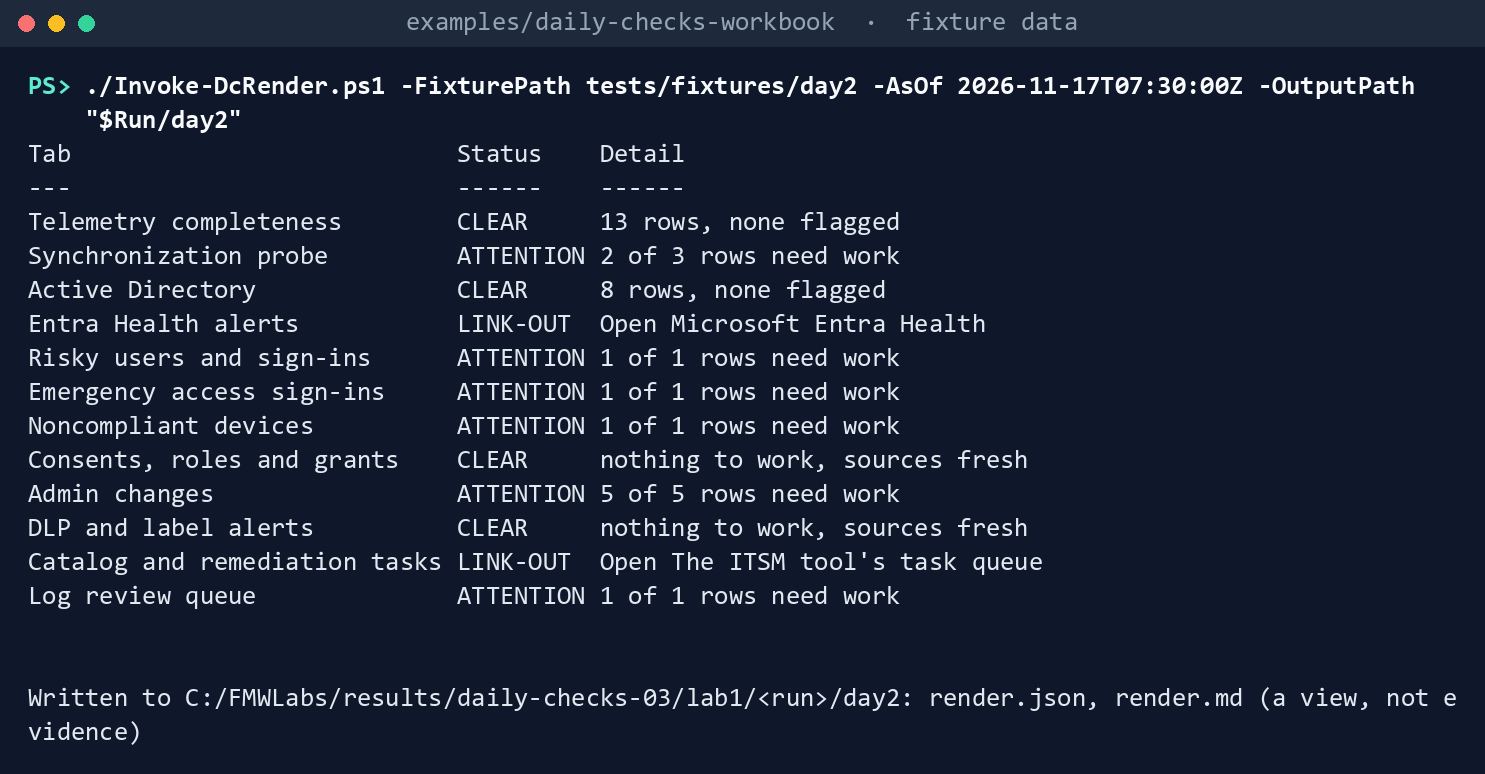 examples/daily-checks-workbook · fixture data
PS> ./Invoke-DcRender.ps1 -FixturePath tests/fixtures/day2 -AsOf 2026-11-17T07:30:00Z -OutputPath
"$Run/day2"
Tab Status Detail
--- ------ ------
Telemetry completeness CLEAR 13 rows, none flagged
Synchronization probe ATTENTION 2 of 3 rows need work
Active Directory CLEAR 8 rows, none flagged
Entra Health alerts LINK-OUT Open Microsoft Entra Health
Risky users and sign-ins ATTENTION 1 of 1 rows need work
Emergency access sign-ins ATTENTION 1 of 1 rows need work
Noncompliant devices ATTENTION 1 of 1 rows need work
Consents, roles and grants CLEAR nothing to work, sources fresh
Admin changes ATTENTION 5 of 5 rows need work
DLP and label alerts CLEAR nothing to work, sources fresh
Catalog and remediation tasks LINK-OUT Open The ITSM tool's task queue
Log review queue ATTENTION 1 of 1 rows need work
Written to C:/FMWLabs/results/daily-checks-03/lab1/<run>/day2: render.json, render.md (a view, not e
vidence)